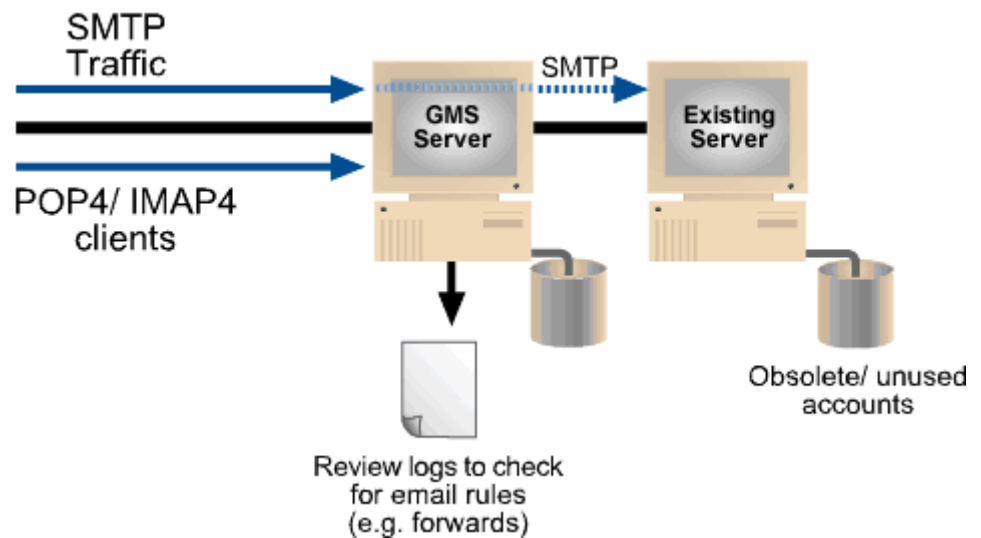 SMTP
Traffic
SMTP
GMS
Server
Existing
Server
POP4/ IMAP4
clients
Obsolete/ unused
accounts
Review logs to check
for email rules
(e.g. forwards)